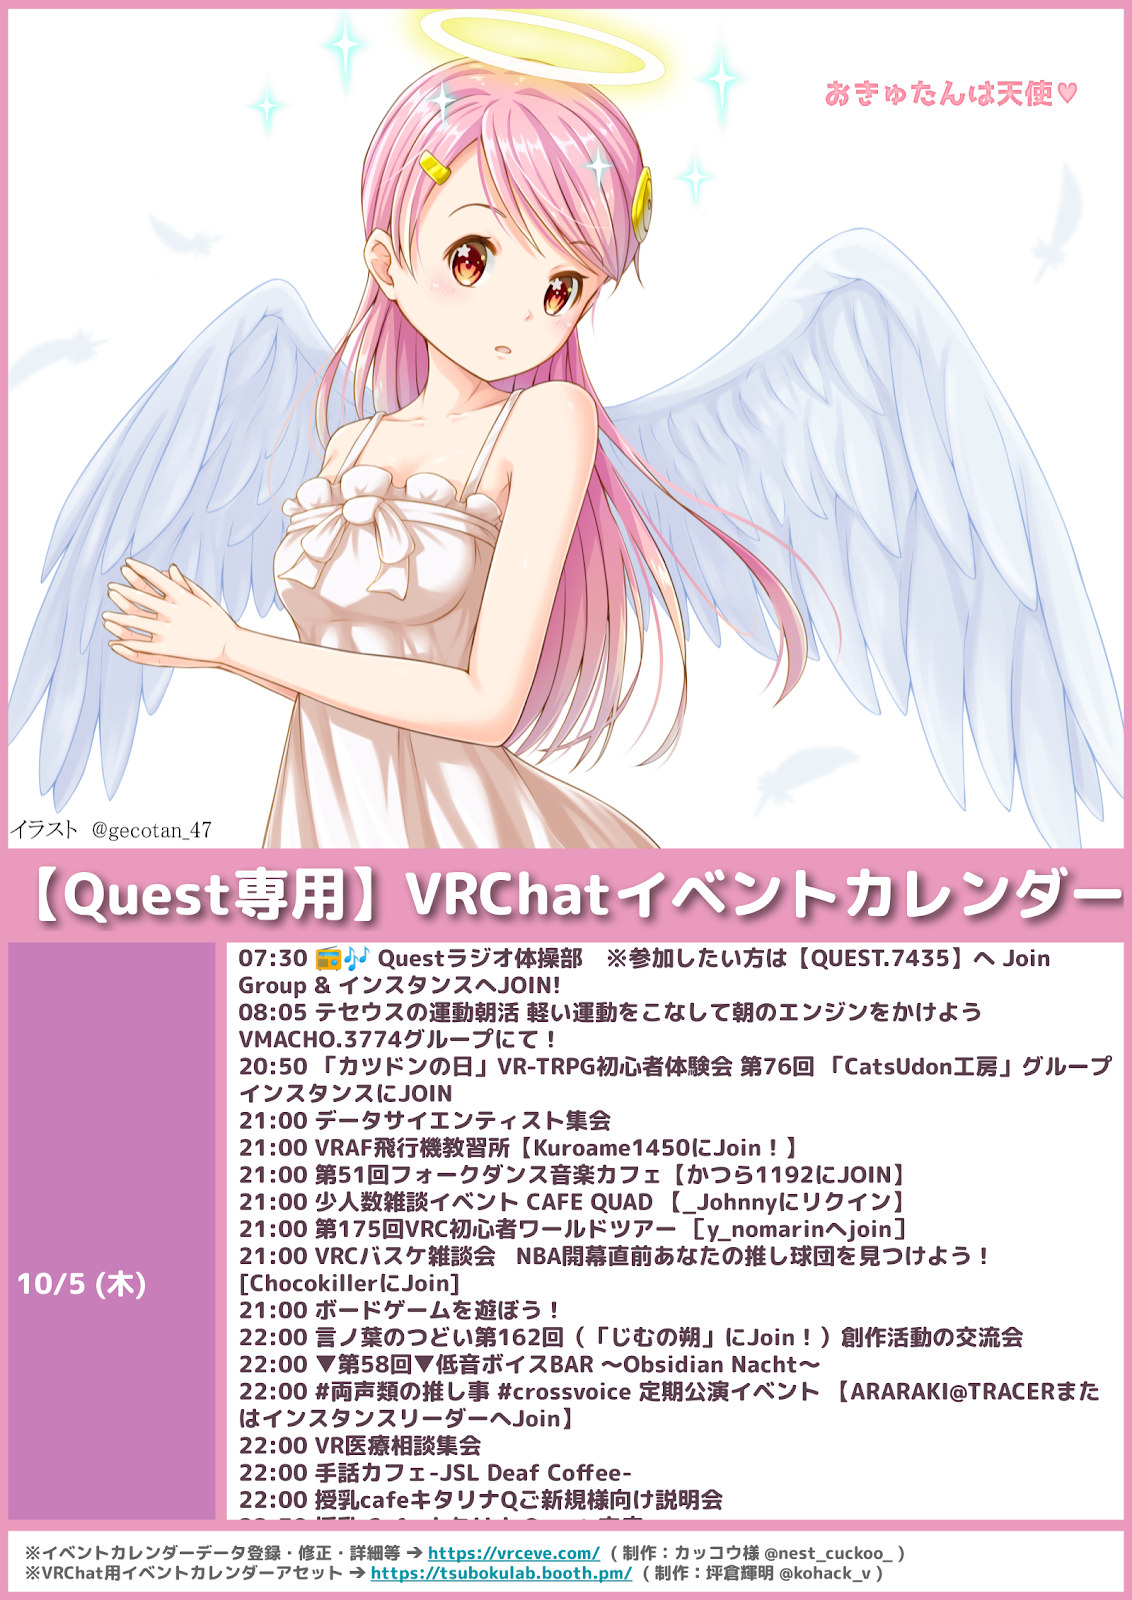 おきゅたんは天使♥
イラスト @gecotan_47
【Quest専用】VRChatイベントカレンダー
10/5 (木)
07:30 📻🎶 Questラジオ体操部　※参加したい方は【QUEST.7435】へ Join
Group & インスタンスへJOIN!
08:05 テセウスの運動朝活 軽い運動をこなして朝のエンジンをかけよう
VMACHO.3774グループにて！
20:50 「カツドンの日」VR-TRPG初心者体験会 第76回 「CatsUdon工房」グループ
インスタンスにJOIN
21:00 データサイエンティスト集会
21:00 VRAF飛行機教習所【Kuroame1450にJoin！】
21:00 第51回フォークダンス音楽カフェ【かつら1192にJOIN】
21:00 少人数雑談イベント CAFE QUAD 【_Johnnyにリクイン】
21:00 第175回VRC初心者ワールドツアー ［y_nomarinへjoin］
21:00 VRCバスケ雑談会　NBA開幕直前あなたの推し球団を見つけよう！
[ChocokillerにJoin]
21:00 ボードゲームを遊ぼう！
22:00 言ノ葉のつどい第162回（「じむの朔」にJoin！）創作活動の交流会
22:00 ▼第58回▼低音ボイスBAR ～Obsidian Nacht～
22:00 #両声類の推し事 #crossvoice 定期公演イベント 【ARARAKI@TRACERまた
はインスタンスリーダーへJoin】
22:00 VR医療相談集会
22:00 手話カフェ-JSL Deaf Coffee-
22:00 授乳cafeキタリナQご新規様向け説明会
※イベントカレンダーデータ登録・修正・詳細等 ➔ https://vrceve.com/ ( 制作：カッコウ様 @nest_cuckoo_ )
※VRChat用イベントカレンダーアセット ➔ https://tsubokulab.booth.pm/ ( 制作：坪倉輝明 @kohack_v )